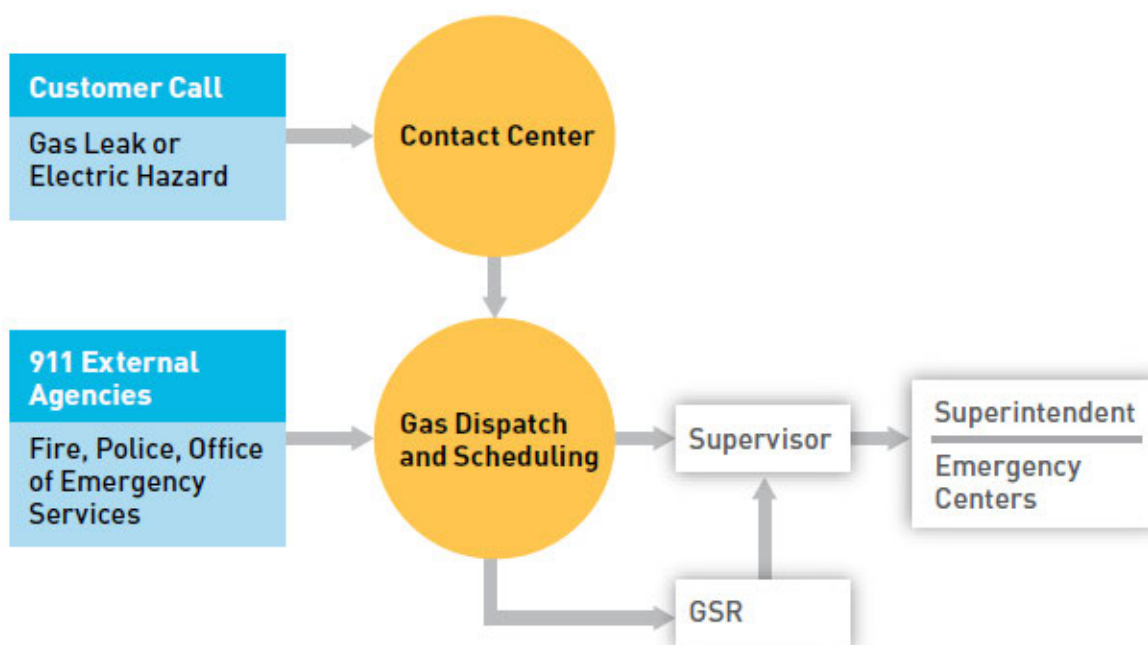 Customer Call
Gas Leak or
Electric Hazard
Contact Center
911 External
Agencies
Fire, Police, Office
of Emergency
Services
Gas Dispatch
and Scheduling
Supervisor
Superintendent
Emergency
Centers
GSR